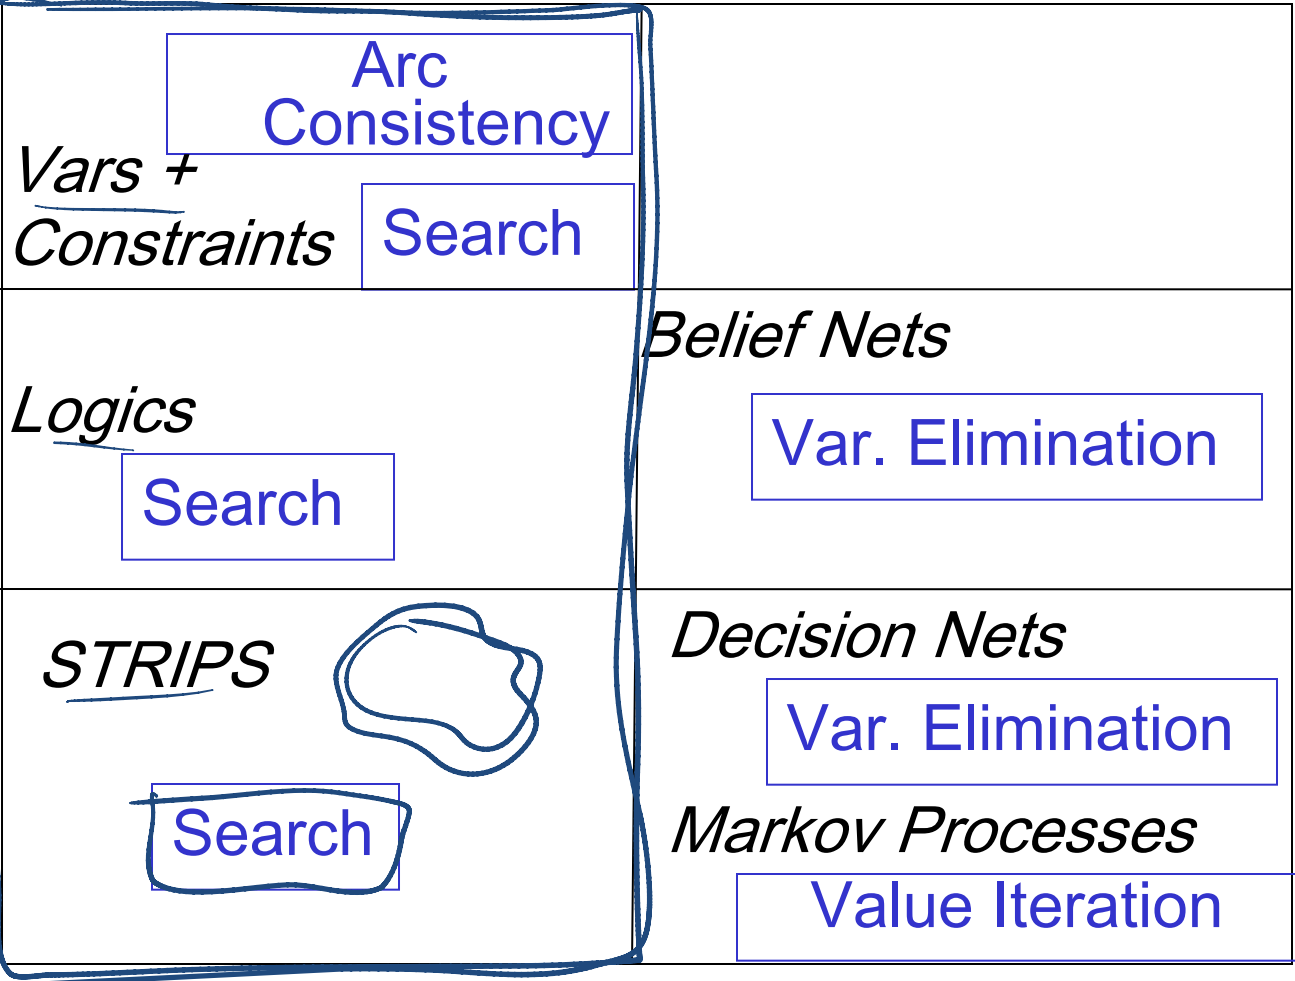 Arc
Consistency
Vars +
Constraints
Search
Belief Nets
Logics
Var. Elimination
Search
STRIPS
Decision Nets
Var. Elimination
Search
Markov Processes
Value Iteration